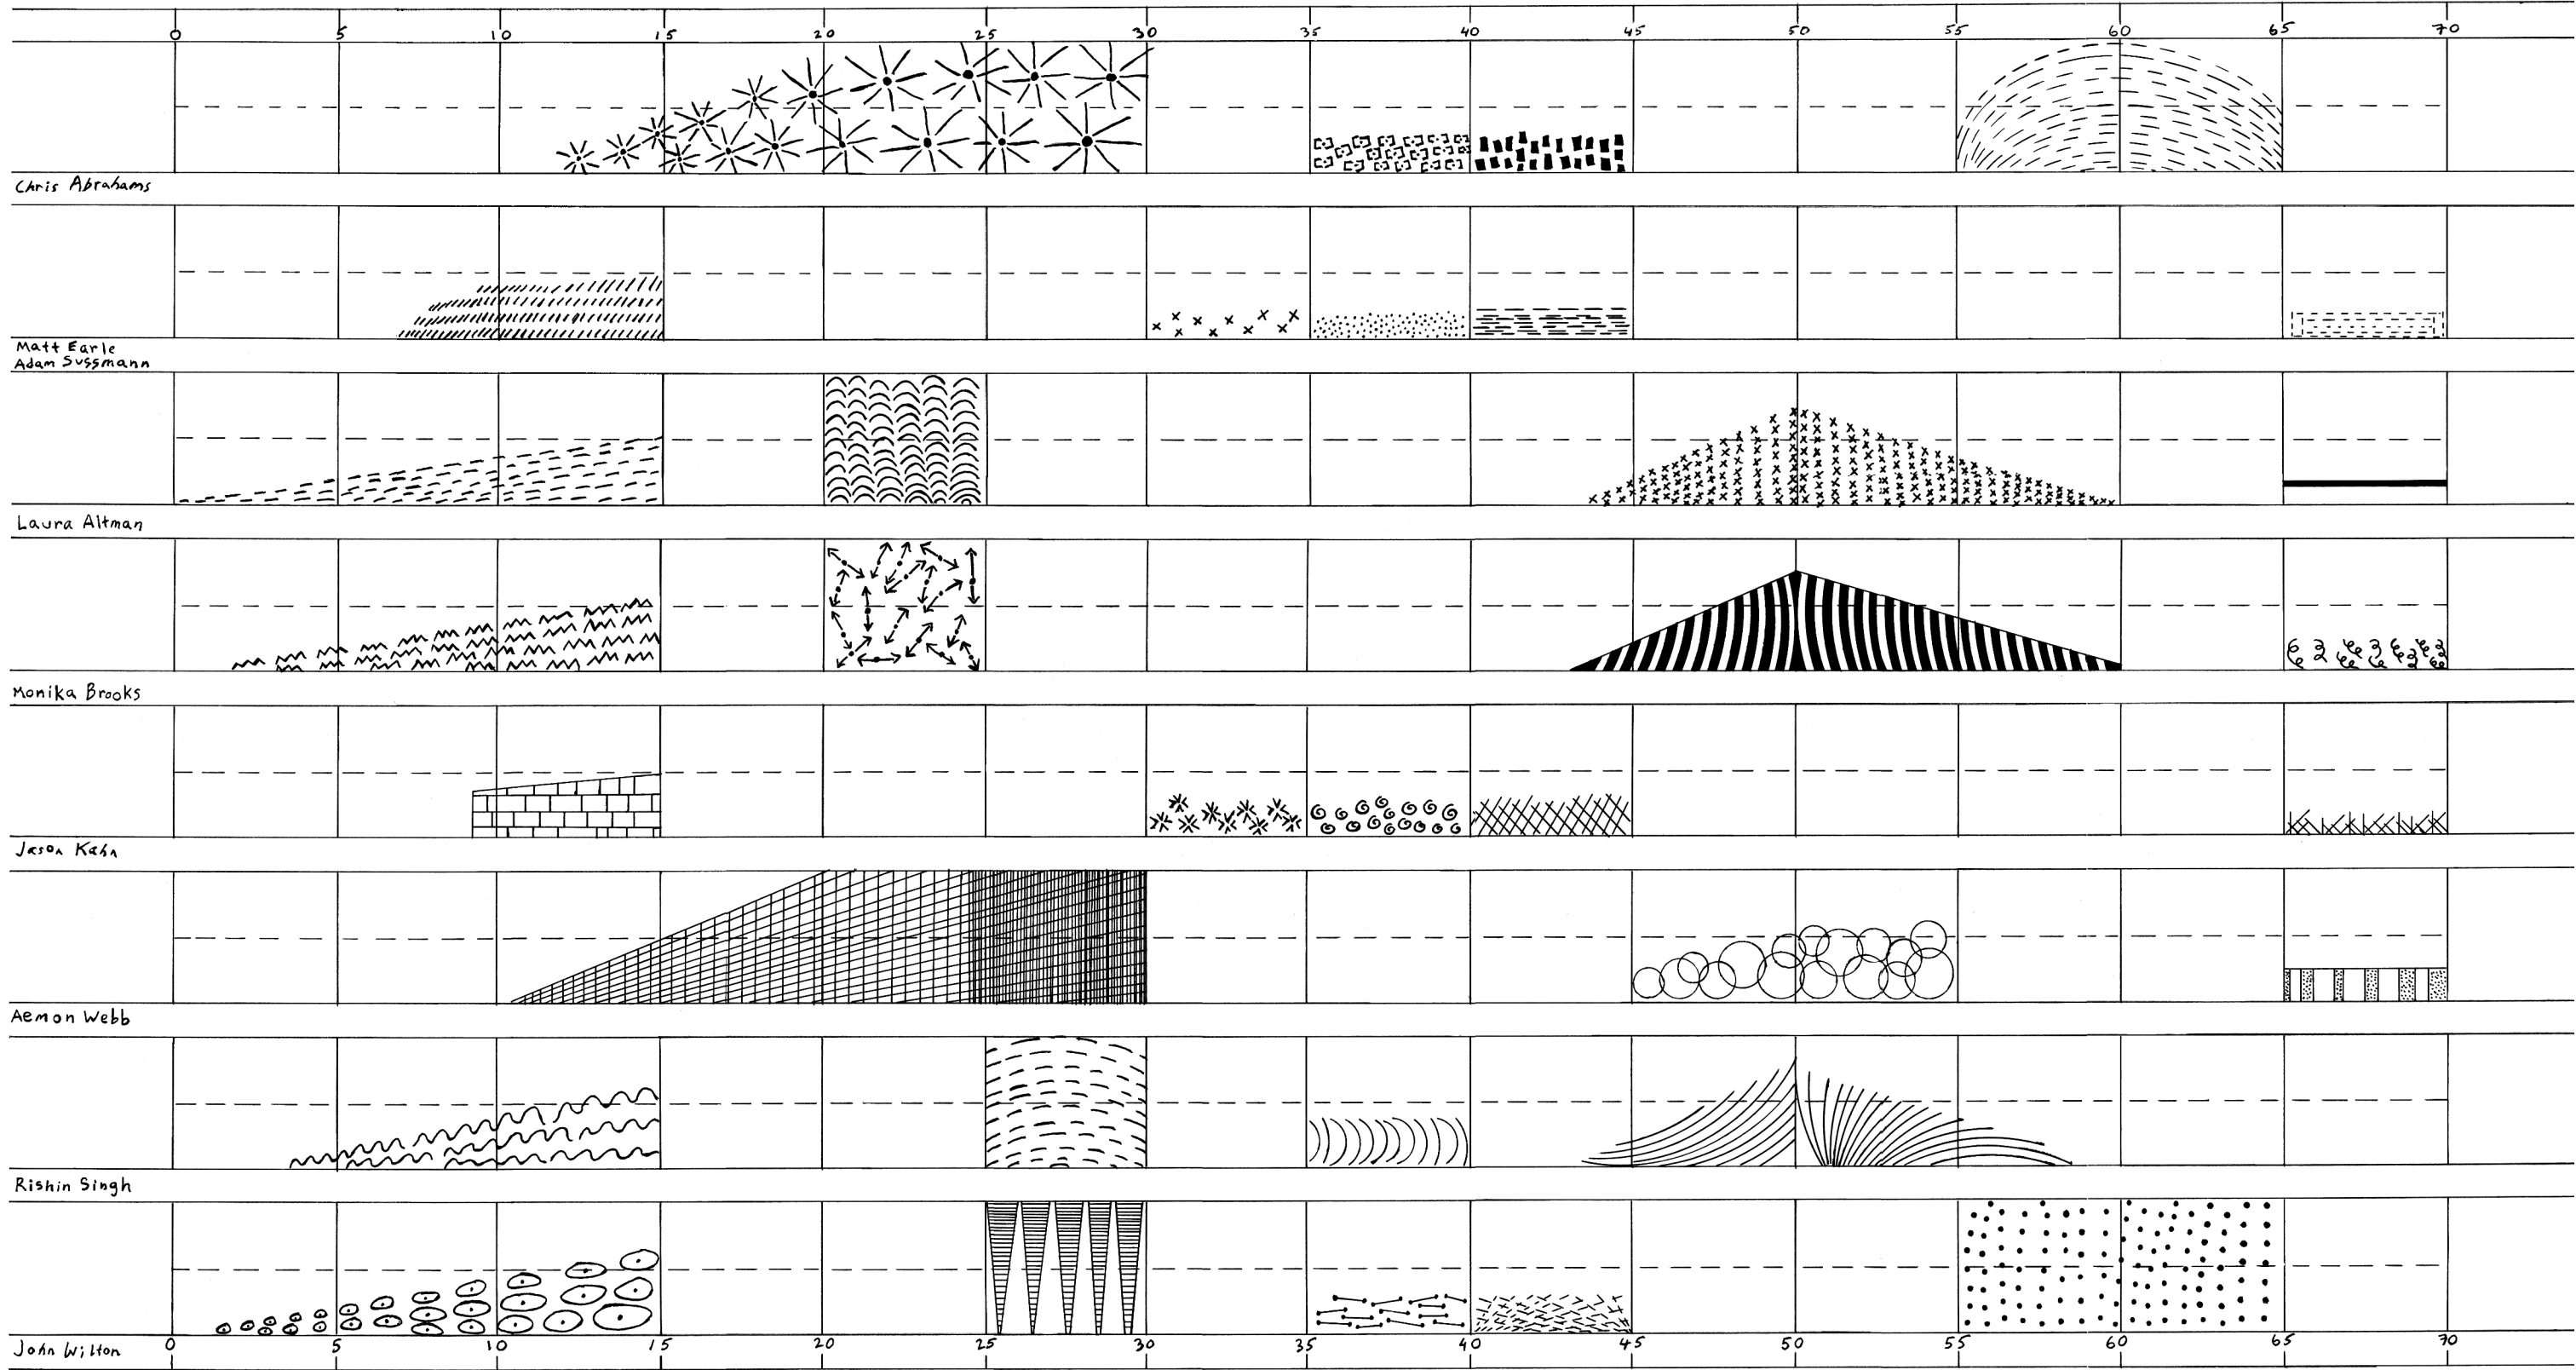 0 5 10 15 20 25 30 35 40 45 50 55 60 65 70
Chris Abrahams
Matt Earle
Adam Sussmann
Laura Altman
Monika Brooks
Jason Kahn
Aemon Webb
Rishin Singh
John Wilton 0 5 10 15 20 25 30 35 40 45 50 55 60 65 70